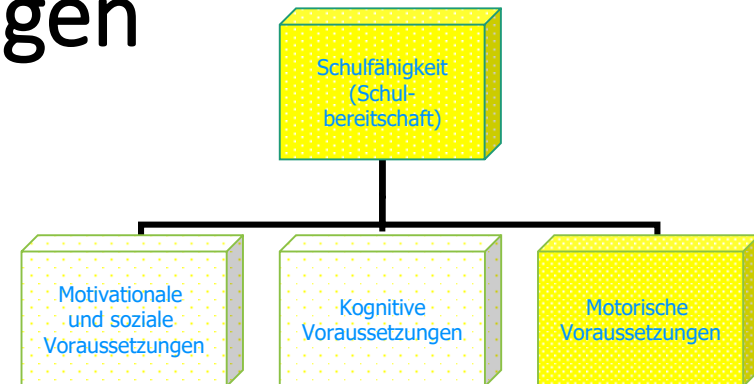 gen
Schulfähigkeit
(Schul-
bereitschaft)
Motivationale
und soziale
Voraussetzungen
Kognitive
Voraussetzungen
Motorische
Voraussetzungen